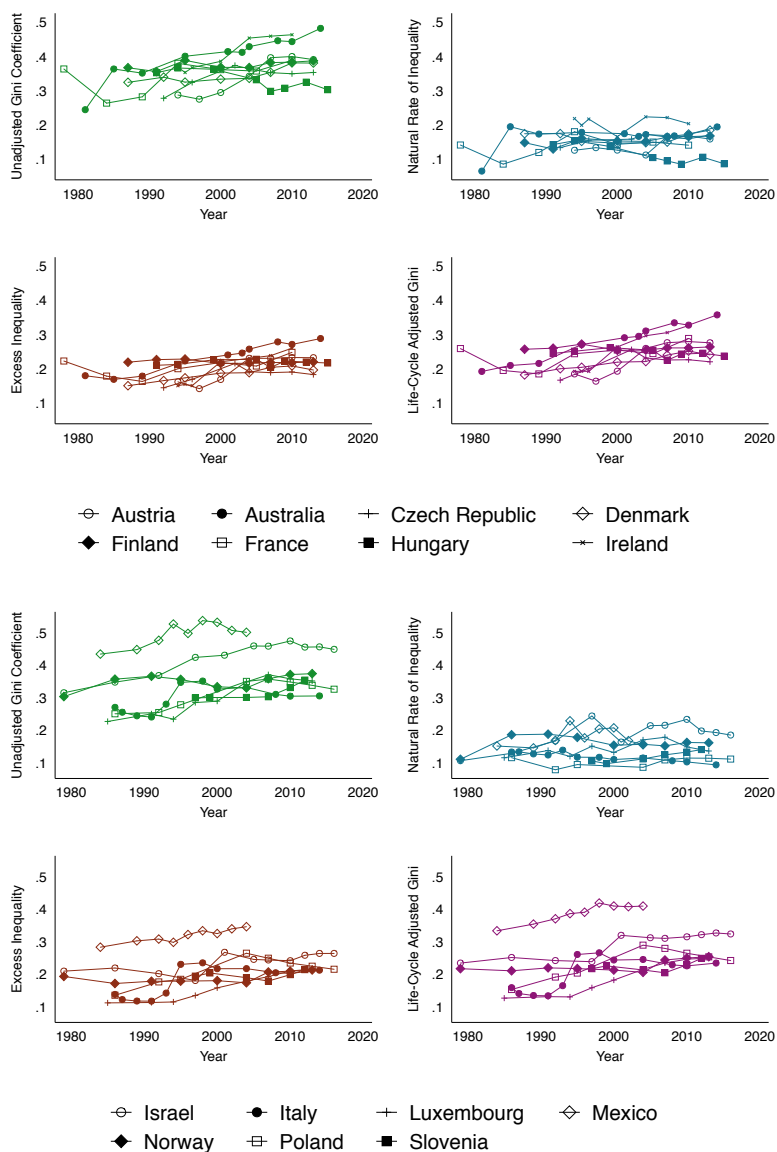 Unadjusted Gini Coefficient
.5
.4
.3
.2
.1
1980 1990 2000 2010 2020
Year
Natural Rate of Inequality
.5
.4
.3
.2
.1
1980 1990 2000 2010 2020
Year
Excess Inequality
.5
.4
.3
.2
.1
1980 1990 2000 2010 2020
Year
Life-Cycle Adjusted Gini
.5
.4
.3
.2
.1
1980 1990 2000 2010 2020
Year
Austria Australia Czech Republic Denmark
Finland France Hungary Ireland
Unadjusted Gini Coefficient
.5
.4
.3
.2
.1
1980 1990 2000 2010 2020
Year
Natural Rate of Inequality
.5
.4
.3
.2
.1
1980 1990 2000 2010 2020
Year
Excess Inequality
.5
.4
.3
.2
.1
1980 1990 2000 2010 2020
Year
Life-Cycle Adjusted Gini
.5
.4
.3
.2
.1
1980 1990 2000 2010 2020
Year
Israel Italy Luxembourg Mexico
Norway Poland Slovenia